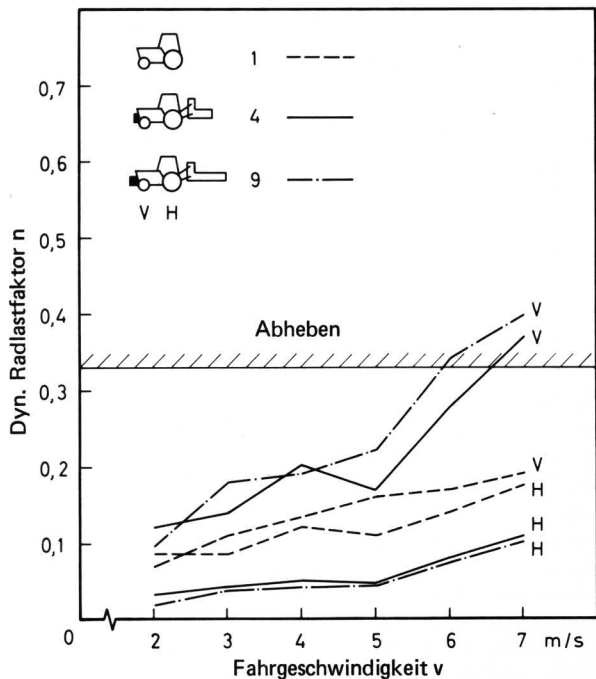 Dyn. Radlastfaktor n
0,7
0,6
0,5
0,4
0,3
0,2
0,1
0
1
4
9
V H
Abheben
V
V
V
H
H
H
2 3 4 5 6 7 m/s
Fahrgeschwindigkeit v